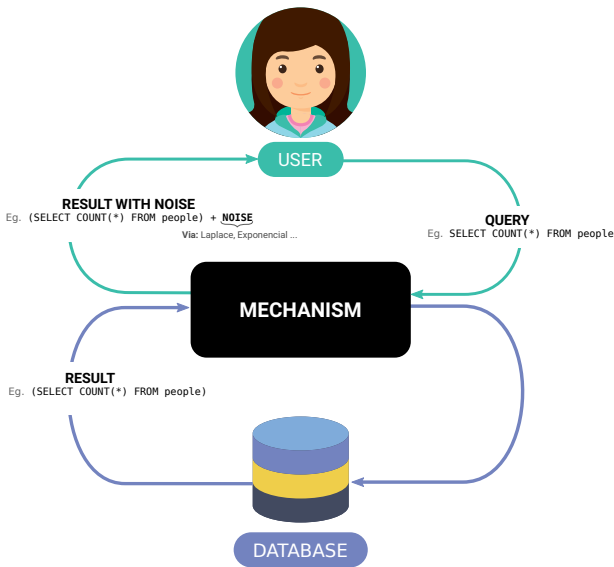 USER
RESULT WITH NOISE
Eg. (SELECT COUNT(*) FROM people) + NOISE
Via: Laplace, Exponencial ...
QUERY
Eg. SELECT COUNT(*) FROM people
MECHANISM
RESULT
Eg. (SELECT COUNT(*) FROM people)
DATABASE